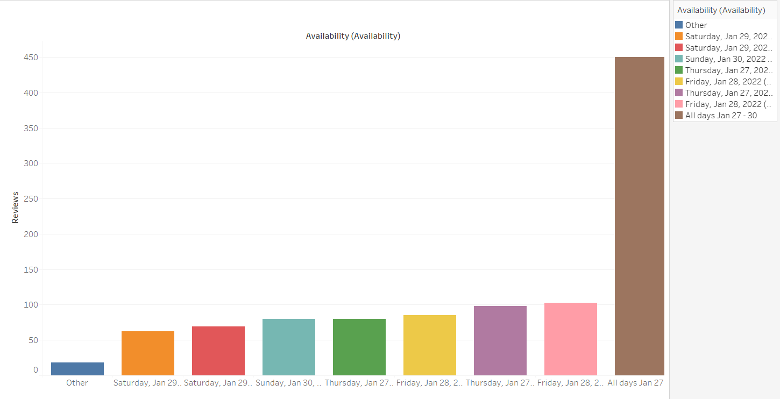 Availability (Availability)
Availability (Availability)
Other
Saturday, Jan 29, 202
Saturday, Jan 29, 202..
Sunday, Jan 30, 2022 ..
Thursday, Jan 27, 202..
Friday, Jan 28, 2022 (..
Thursday, Jan 27, 202..
Friday, Jan 28, 2022 (..
All days Jan 27 - 30
Reviews
450
400
350
300
250
200
150
100
50
0
Other
Saturday, Jan 29..
Saturday, Jan 29..
Sunday, Jan 30, ..
Thursday, Jan 27..
Friday, Jan 28, 2..
Thursday, Jan 27..
Friday, Jan 28, 2..
All days Jan 27